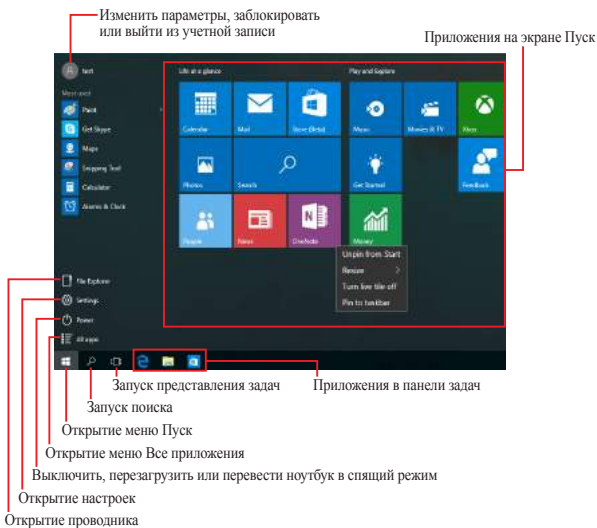 Изменить параметры, заблокировать
или выйти из учетной записи
Приложения на экране Пуск
test
Life at a glance
Play and Explore
Most used
Paint
Get Skype
Maps
Snipping Tool
Calculator
Alarms & Clock
Calendar
Mail
Store (Beta)
Music
Movies & TV
Xbox
Photos
Search
Get Started
Feedback
People
News
OneNote
Money
Unpin from Start
Resize
Turn live tile off
Pin to taskbar
File Explorer
Settings
Power
All apps
Запуск представления задач
Приложения в панели задач
Запуск поиска
Открытие меню Пуск
Открытие меню Все приложения
Выключить, перезагрузить или перевести ноутбук в спящий режим
Открытие настроек
Открытие проводника